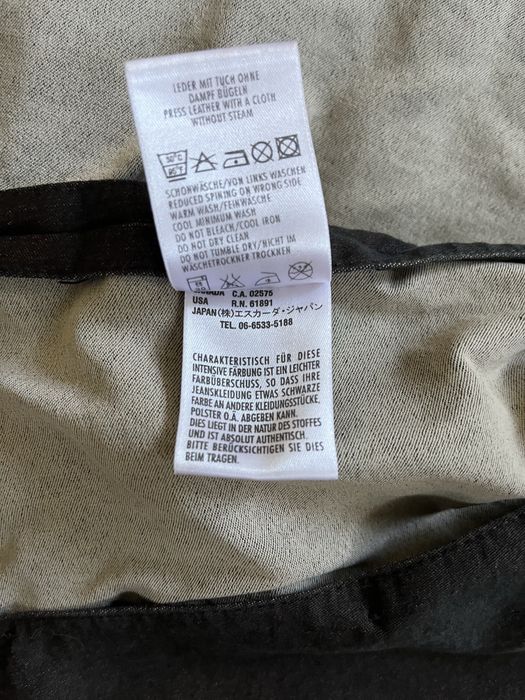 LEDER MIT TUCH OHNE
DAMPF BÜGELN
PRESS LEATHER WITH A CLOTH
WITHOUT STEAM
30°C
SCHONWÄSCHE/VON LINKS WASCHEN
REDUCED SPINING ON WRONG SIDE
WARM WASH/FEINWÄSCHE
COOL MINIMUM WASH
DO NOT BLEACH/COOL IRON
DO NOT DRY CLEAN
DO NOT TUMBLE DRY/NICHT IM
WÄSCHETROCKNER TROCKNEN
CANADA C.A. 02575
USA R.N. 61891
JAPAN (株)エスカーダ・ジャパン
TEL. 06-6533-5188
CHARAKTERISTISCH FÜR DIESE
INTENSIVE FÄRBUNG IST EIN LEICHTER
FARBÜBERSCHUSS, SO DASS IHRE
JEANSKLEIDUNG ETWAS SCHWARZE
FARBE AN ANDERE KLEIDUNGSSTÜCKE,
POLSTER O.Ä. ABGEBEN KANN.
DIES LIEGT IN DER NATUR DES STOFFES
UND IST ABSOLUT AUTHENTISCH.
BITTE BERÜCKSICHTIGEN SIE DIES
BEIM TRAGEN.